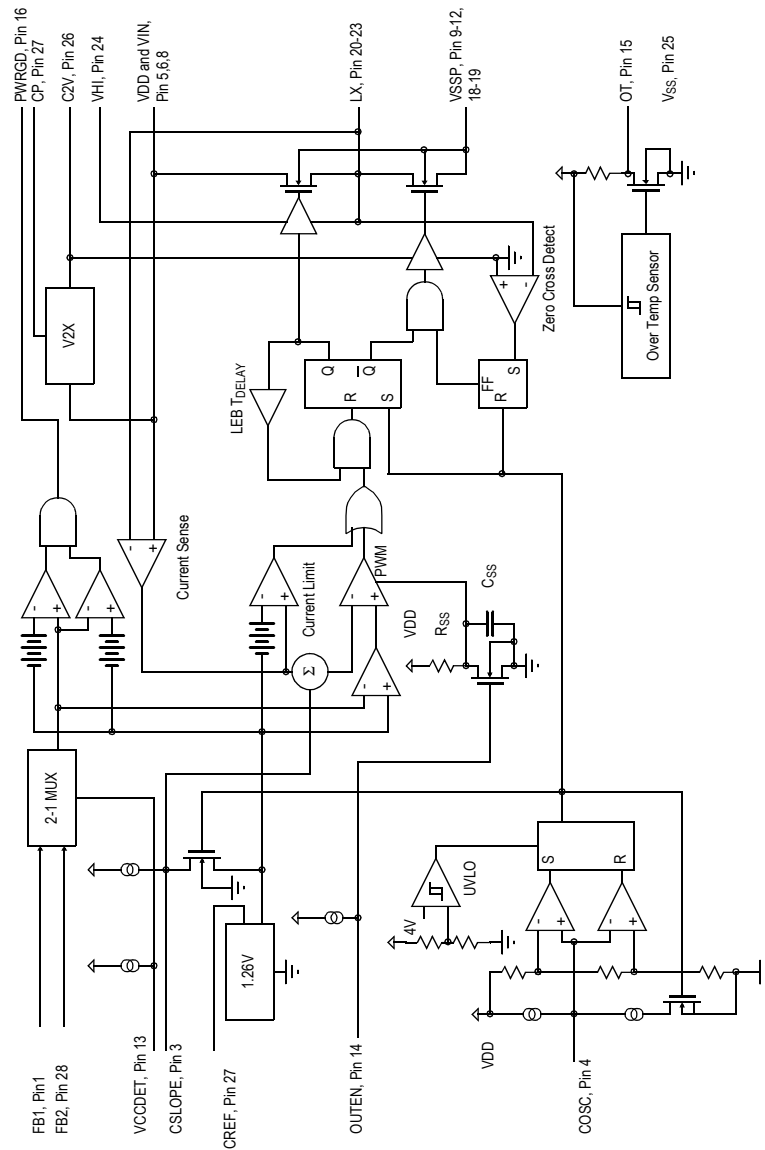 FB1, Pin1
FB2, Pin 28
VCCDET, Pin 13
CSLOPE, Pin 3
CREF, Pin 27
OUTEN, Pin 14
VDD
COSC, Pin 4
2-1 MUX
1.26V
4V
UVLO
S
R
-
+
-
+
-
+
-
+
-
+
Current Sense
-
+
Current Limit
-
+
Σ
-
+
PWM
-
+
VDD
RSS
CSS
V2X
LEB TDELAY
R
Q
S
Q
FF
R
S
+
-
Zero Cross Detect
Over Temp Sensor
PWRGD, Pin 16
CP, Pin 27
C2V, Pin 26
VHI, Pin 24
VDD and VIN,
Pin 5,6,8
LX, Pin 20-23
VSSP, Pin 9-12,
18-19
OT, Pin 15
VSS, Pin 25